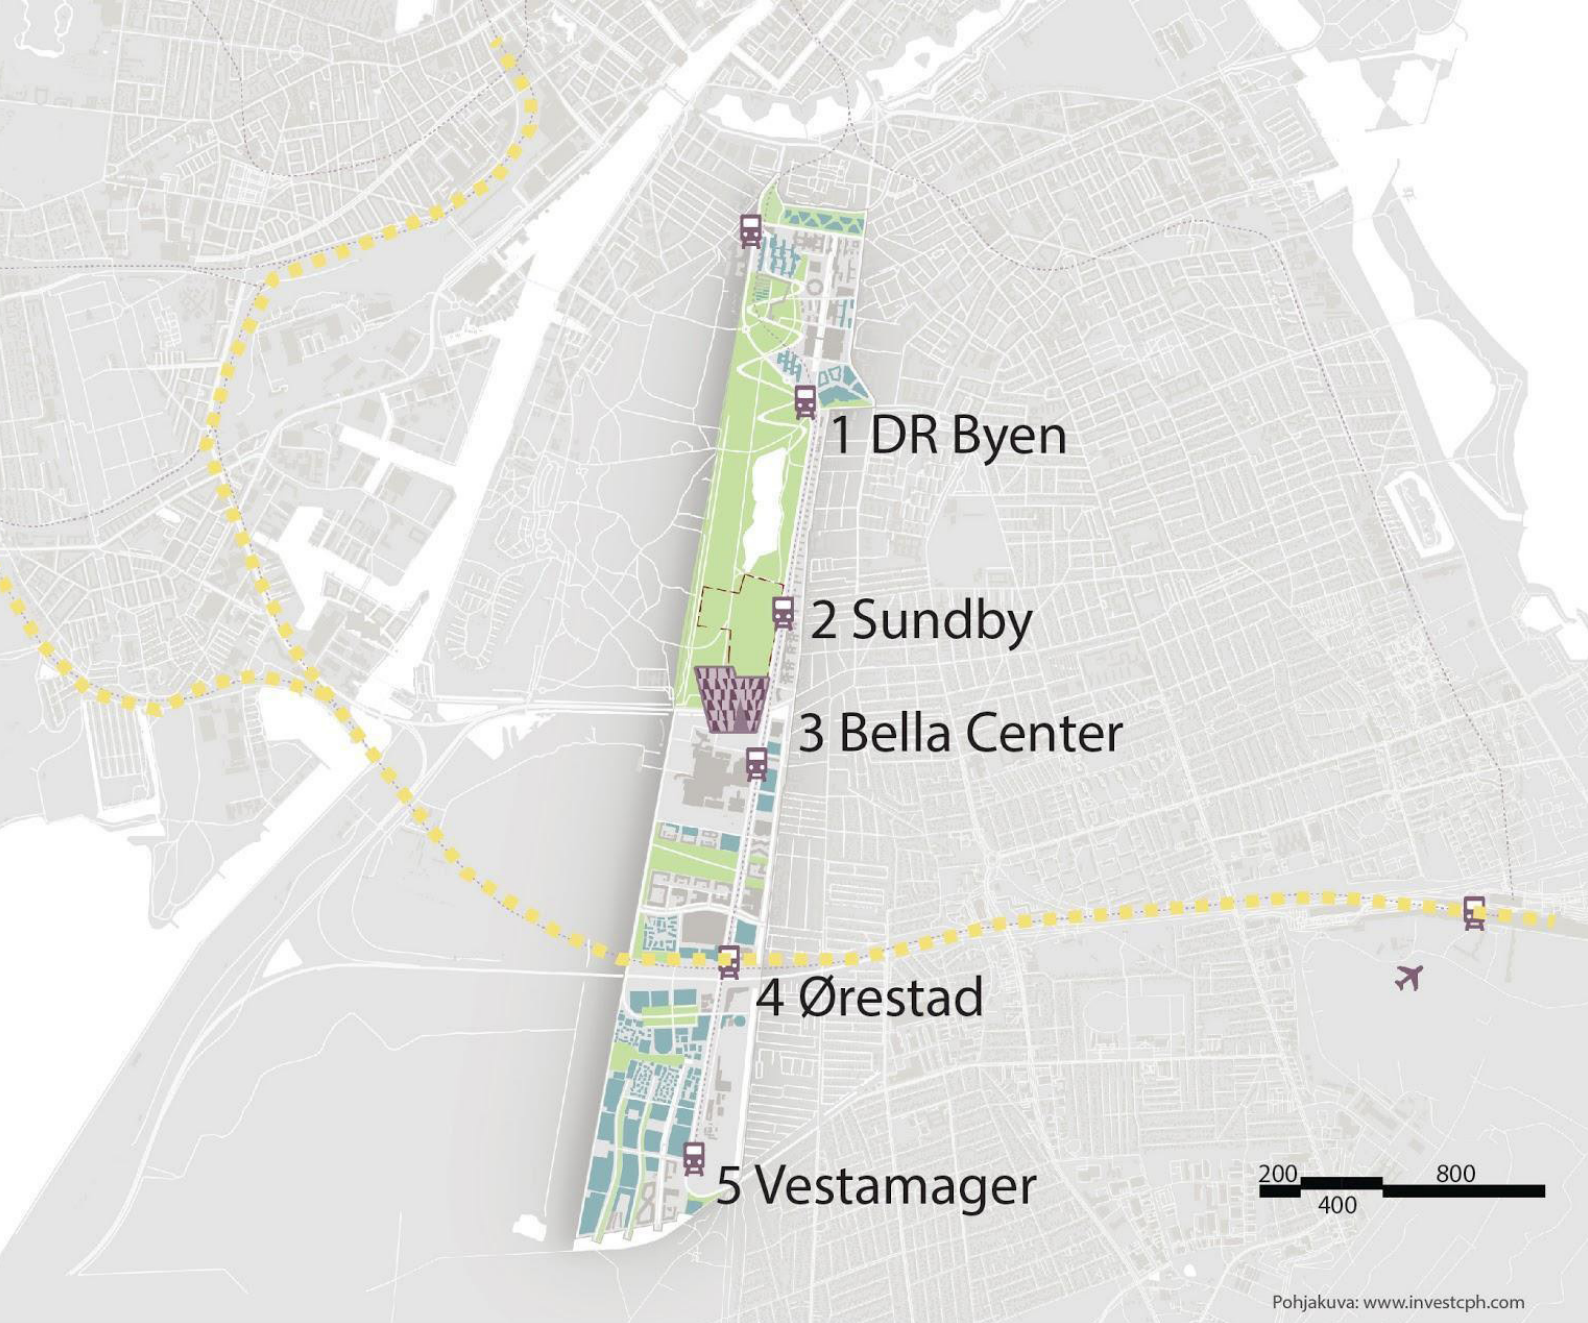 1 DR Byen
2 Sundby
3 Bella Center
4 Ørestad
5 Vestamager
200
800
400
Pohjakuva: www.investcph.com